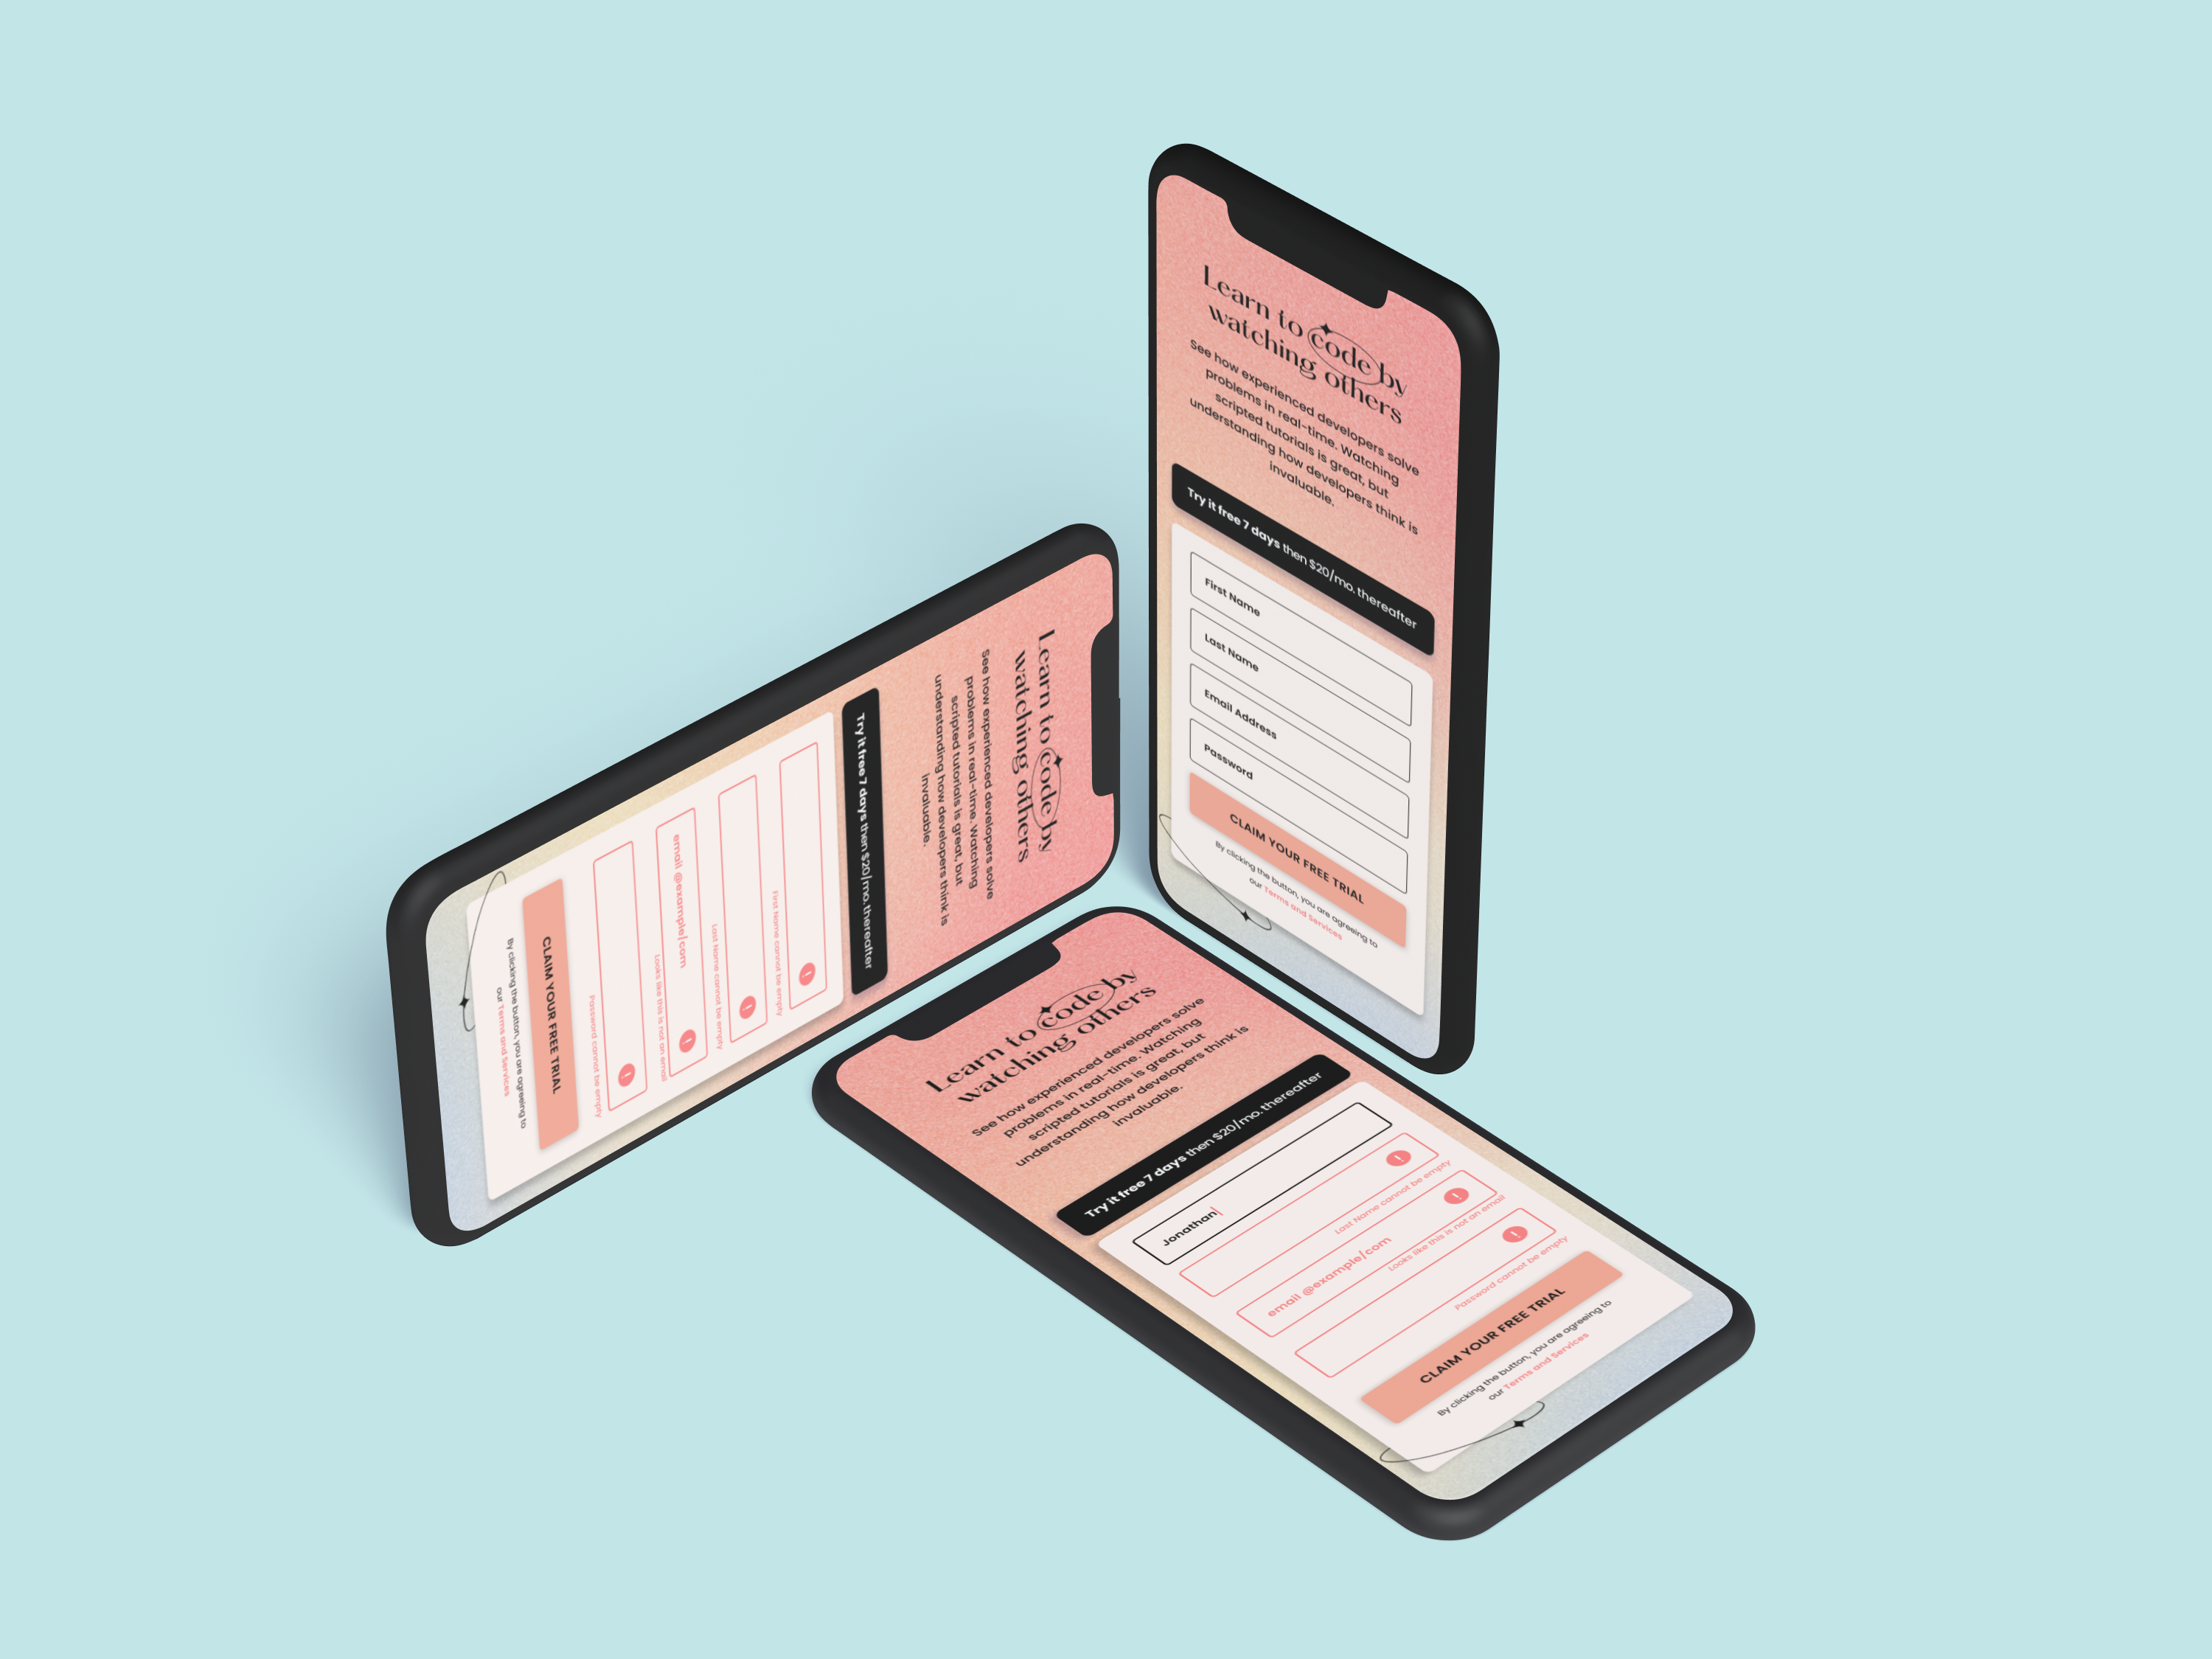 Learn to code by
watching others
See how experienced developers solve
problems in real-time. Watching
scripted tutorials is great, but
understanding how developers think is
invaluable.
Try it free 7 days then $20/mo. thereafter
First Name
Last Name
Email Address
Password
CLAIM YOUR FREE TRIAL
By clicking the button, you are agreeing to
our Terms and Services
Learn to code by
watching others
See how experienced developers solve
problems in real-time. Watching
scripted tutorials is great, but
understanding how developers think is
invaluable.
Try it free 7 days then $20/mo. thereafter
!
First Name cannot be empty
!
Last Name cannot be empty
email @example/com
!
Looks like this is not an email
!
Password cannot be empty
CLAIM YOUR FREE TRIAL
By clicking the button, you are agreeing to
our Terms and Services
Learn to code by
watching others
See how experienced developers solve
problems in real-time. Watching
scripted tutorials is great, but
understanding how developers think is
invaluable.
Try it free 7 days then $20/mo. thereafter
Jonathan
!
Last Name cannot be empty
email @example/com
!
Looks like this is not an email
!
Password cannot be empty
CLAIM YOUR FREE TRIAL
By clicking the button, you are agreeing to
our Terms and Services